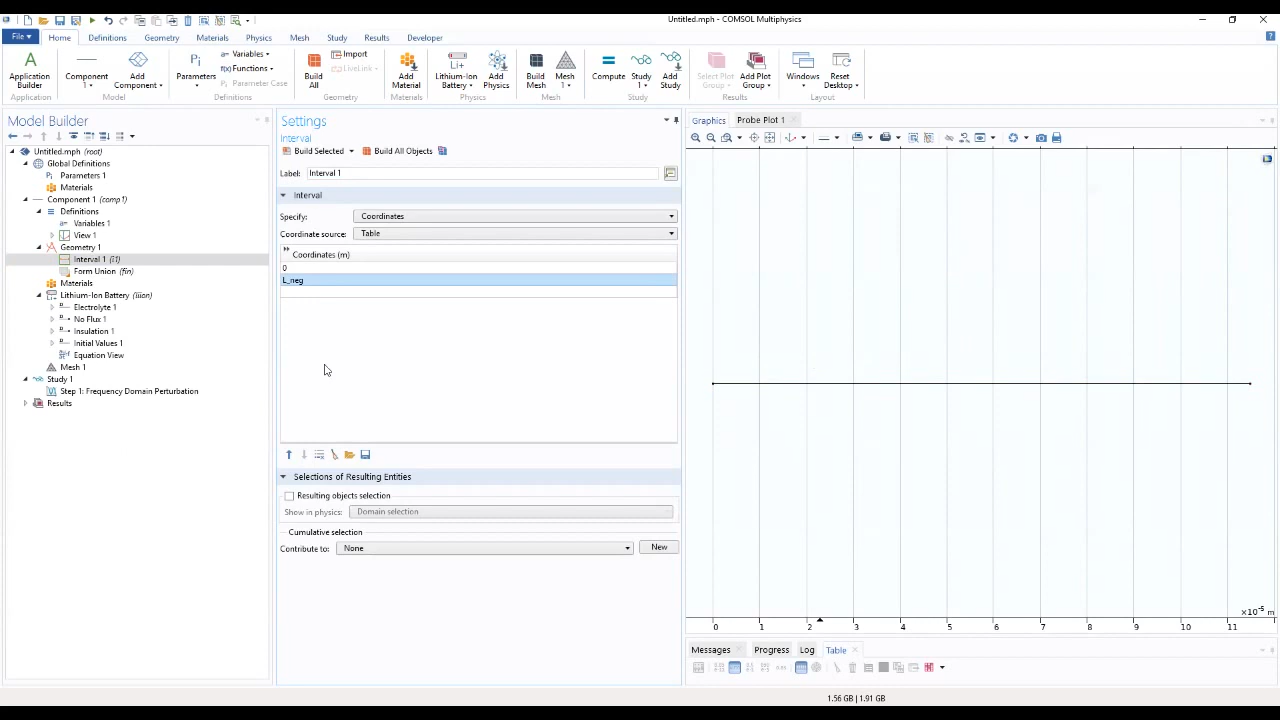 Untitled.mph - COMSOL Multiphysics
File Home Definitions Geometry Materials Physics Mesh Study Results Developer
Application Builder
Component 1
Add Component
Parameters
Variables
Functions
Parameter Case
Build All
Import
LiveLink
Add Material
Lithium-Ion Battery
Add Physics
Build Mesh
Mesh 1
Compute
Study 1
Add Study
Select Plot Group
Add Plot Group
Windows
Reset Desktop
Application Model Definitions Geometry Materials Physics Mesh Study Results Layout
Model Builder
Untitled.mph (root)
Global Definitions
Parameters 1
Materials
Component 1 (comp1)
Definitions
Variables 1
View 1
Geometry 1
Interval 1 (i1)
Form Union (fin)
Materials
Lithium-Ion Battery (liion)
Electrolyte 1
No Flux 1
Insulation 1
Initial Values 1
Equation View
Mesh 1
Study 1
Step 1: Frequency Domain Perturbation
Results
Settings
Interval
Build Selected Build All Objects
Label: Interval 1
Interval
Specify: Coordinates
Coordinate source: Table
Coordinates (m)
0
L_neg
Selections of Resulting Entities
Resulting objects selection
Show in physics: Domain selection
Cumulative selection
Contribute to: None New
Graphics Probe Plot 1
×10⁻⁵ m
0 1 2 3 4 5 6 7 8 9 10 11
Messages Progress Log Table
1.56 GB | 1.91 GB